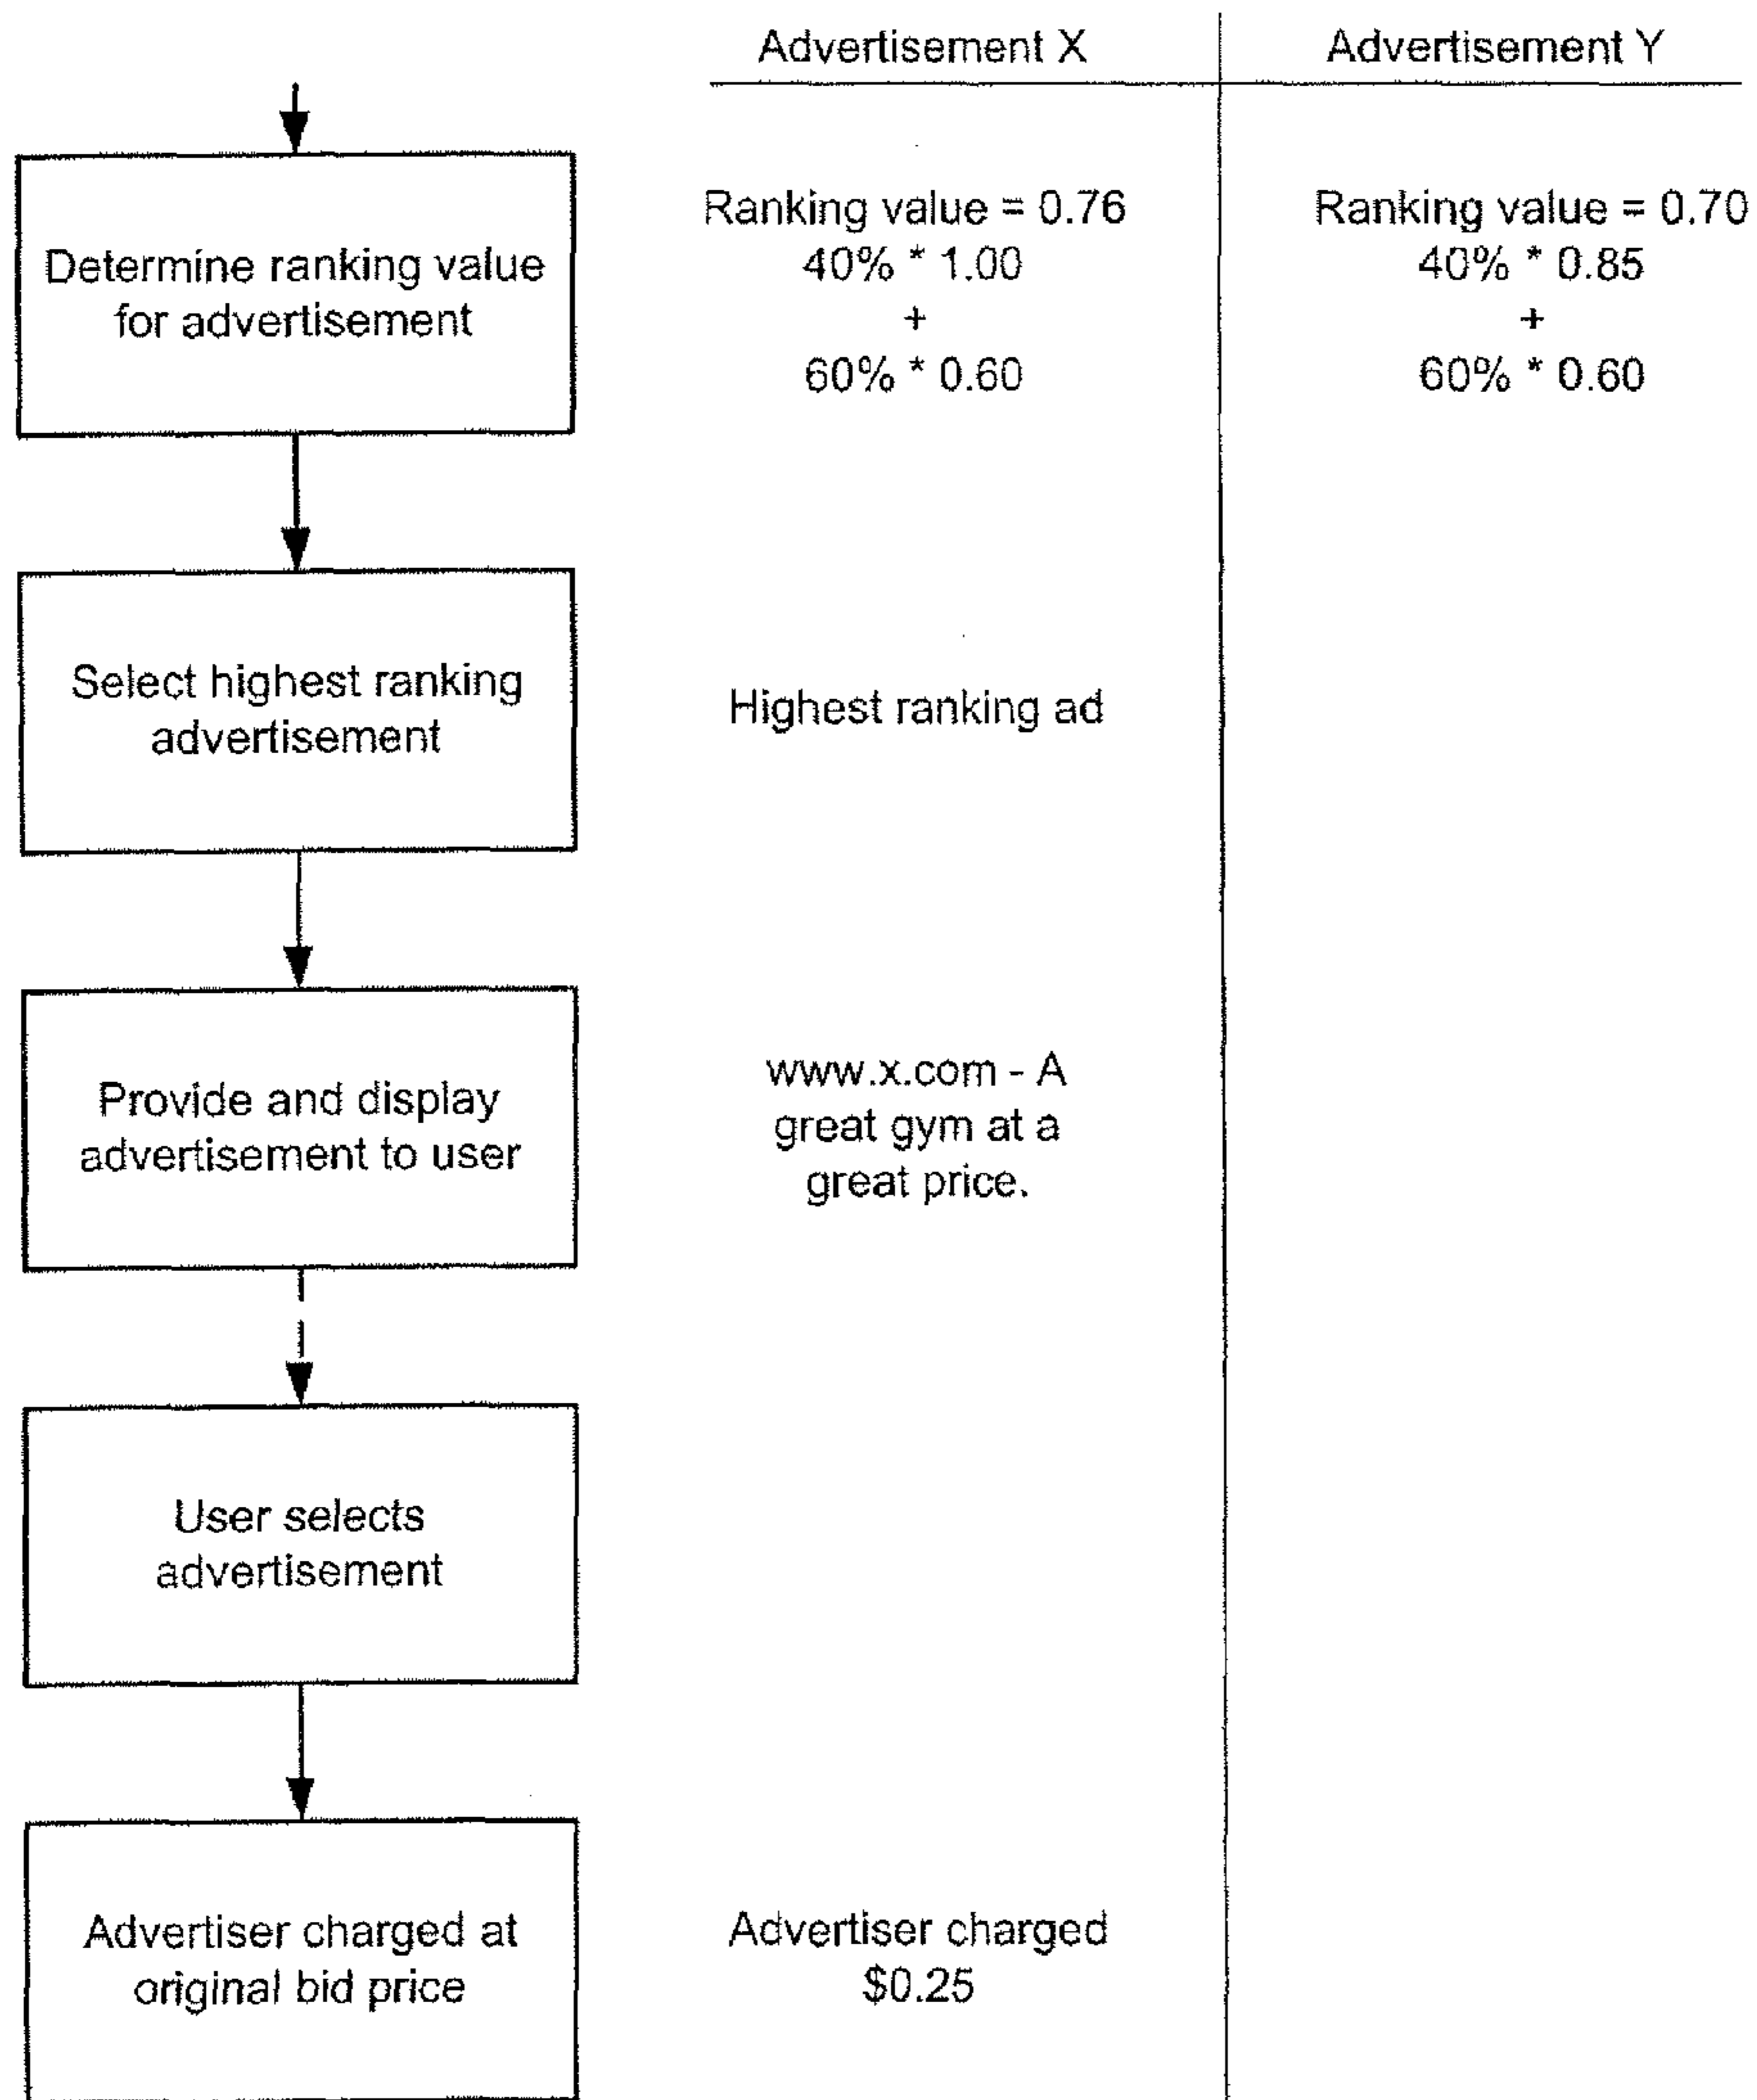 Advertisement X
Advertisement Y
Determine ranking value
for advertisement
Ranking value = 0.76
40% * 1.00
+
60% * 0.60
Ranking value = 0.70
40% * 0.85
+
60% * 0.60
Select highest ranking
advertisement
Highest ranking ad
Provide and display
advertisement to user
www.x.com - A
great gym at a
great price.
User selects
advertisement
Advertiser charged at
original bid price
Advertiser charged
$0.25